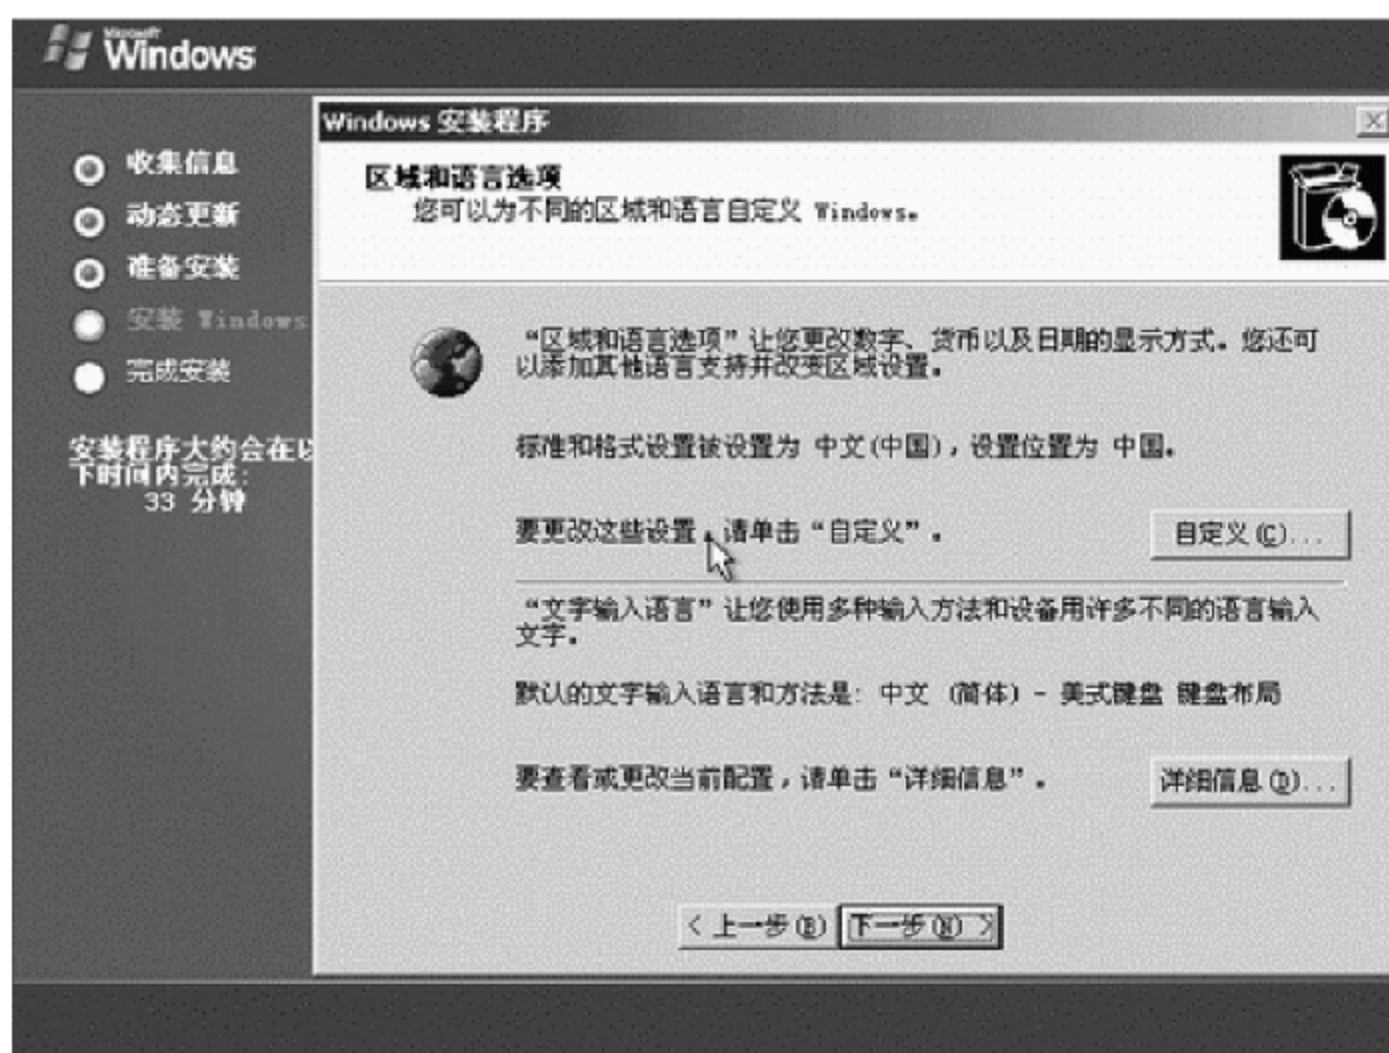 Microsoft
Windows
收集信息
动态更新
准备安装
安装 Windows
完成安装
安装程序大约会在以
下时间内完成:
33 分钟
Windows 安装程序
区域和语言选项
您可以为不同的区域和语言自定义 Windows。
“区域和语言选项”让您更改数字、货币以及日期的显示方式。您还可
以添加其他语言支持并改变区域设置。
标准和格式设置被设置为 中文(中国),设置位置为 中国。
要更改这些设置,请单击“自定义”。
自定义(C)...
“文字输入语言”让您使用多种输入方法和设备用许多不同的语言输入
文字。
默认的文字输入语言和方法是: 中文 (简体) - 美式键盘 键盘布局
要查看或更改当前配置,请单击“详细信息”。
详细信息(D)...
< 上一步(B)
下一步(N) >